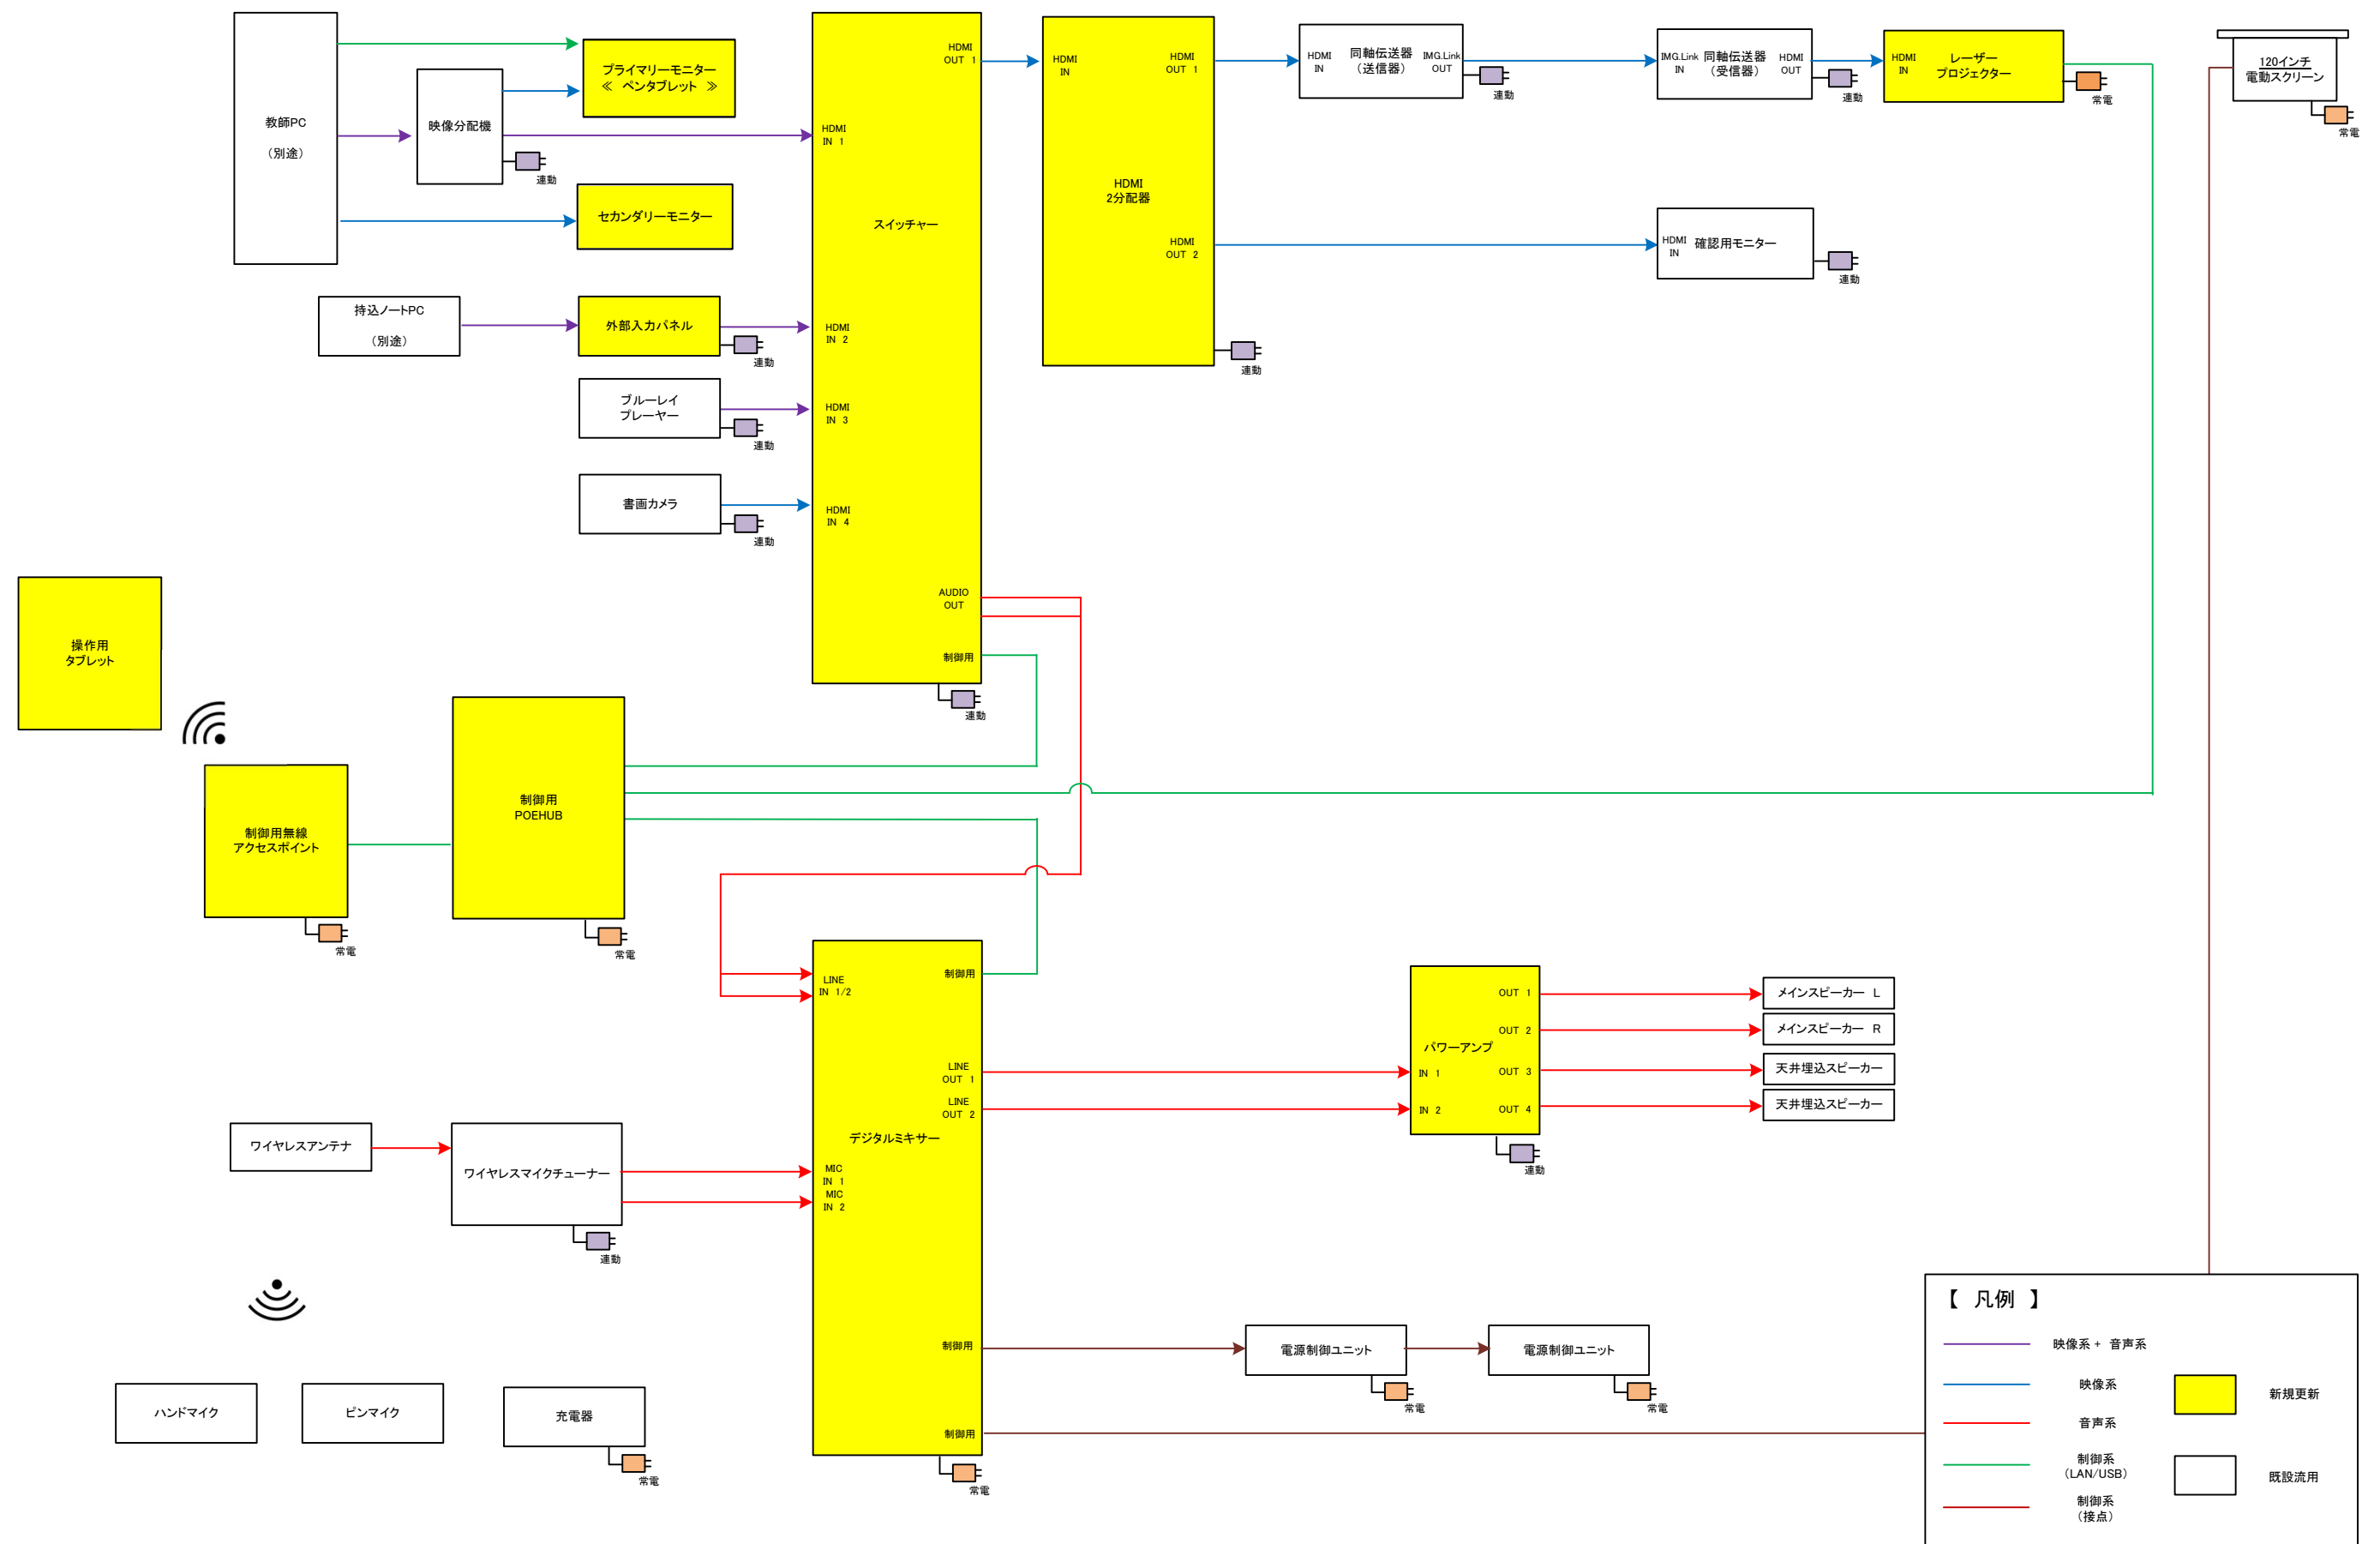 教師PC
（別途）
映像分配機
連動
プライマリーモニター
≪ ペンタブレット ≫
セカンダリーモニター
持込ノートPC
（別途）
外部入力パネル
連動
ブルーレイ
プレーヤー
連動
書画カメラ
連動
スイッチャー
HDMI
OUT 1
HDMI
IN 1
HDMI
IN 2
HDMI
IN 3
HDMI
IN 4
AUDIO
OUT
制御用
連動
HDMI
IN
HDMI
OUT 1
HDMI
2分配器
HDMI
OUT 2
連動
HDMI
IN
同軸伝送器
（送信器）
IMG.Link
OUT
連動
IMG.Link
IN
同軸伝送器
（受信器）
HDMI
OUT
連動
HDMI
IN
レーザー
プロジェクター
常電
120インチ
電動スクリーン
常電
HDMI
IN
確認用モニター
連動
操作用
タブレット
制御用無線
アクセスポイント
常電
制御用
POEHUB
常電
LINE
IN 1/2
制御用
LINE
OUT 1
LINE
OUT 2
デジタルミキサー
MIC
IN 1
MIC
IN 2
制御用
制御用
常電
パワーアンプ
IN 1
IN 2
OUT 1
OUT 2
OUT 3
OUT 4
連動
メインスピーカー L
メインスピーカー R
天井埋込スピーカー
天井埋込スピーカー
ワイヤレスアンテナ
ワイヤレスマイクチューナー
連動
ハンドマイク
ピンマイク
充電器
常電
電源制御ユニット
常電
電源制御ユニット
常電
【 凡例 】
映像系 + 音声系
映像系
音声系
制御系
（LAN/USB）
制御系
（接点）
新規更新
既設流用